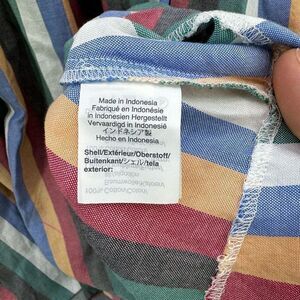 Made in Indonesia
Fabriqué en Indonésie
in Indonesien Hergestellt
Vervaardigd in Indonesië
インドネシア製
Hecho en Indonesia
Shell/Extérieur/Oberstoff/
Buitenkant/シェル/tela
exterior: